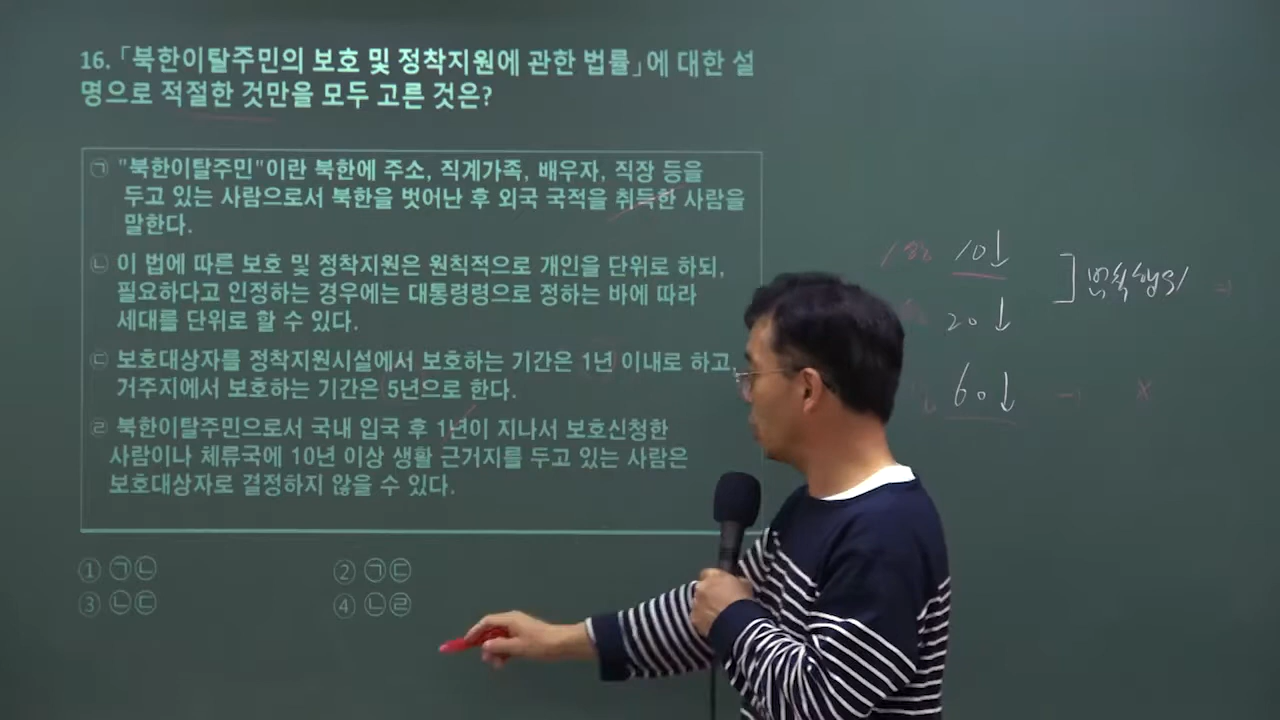 16. 「북한이탈주민의 보호 및 정착지원에 관한 법률」에 대한 설
명으로 적절한 것만을 모두 고른 것은?
㉠ "북한이탈주민"이란 북한에 주소, 직계가족, 배우자, 직장 등을
두고 있는 사람으로서 북한을 벗어난 후 외국 국적을 취득한 사람을
말한다.
㉡ 이 법에 따른 보호 및 정착지원은 원칙적으로 개인을 단위로 하되,
필요하다고 인정하는 경우에는 대통령령으로 정하는 바에 따라
세대를 단위로 할 수 있다.
㉢ 보호대상자를 정착지원시설에서 보호하는 기간은 1년 이내로 하고,
거주지에서 보호하는 기간은 5년으로 한다.
㉣ 북한이탈주민으로서 국내 입국 후 1년이 지나서 보호신청한
사람이나 체류국에 10년 이상 생활 근거지를 두고 있는 사람은
보호대상자로 결정하지 않을 수 있다.
① ㉠㉡ ② ㉠㉢
③ ㉡㉢ ④ ㉡㉣
10↓
20↓
60↓
범칙행위